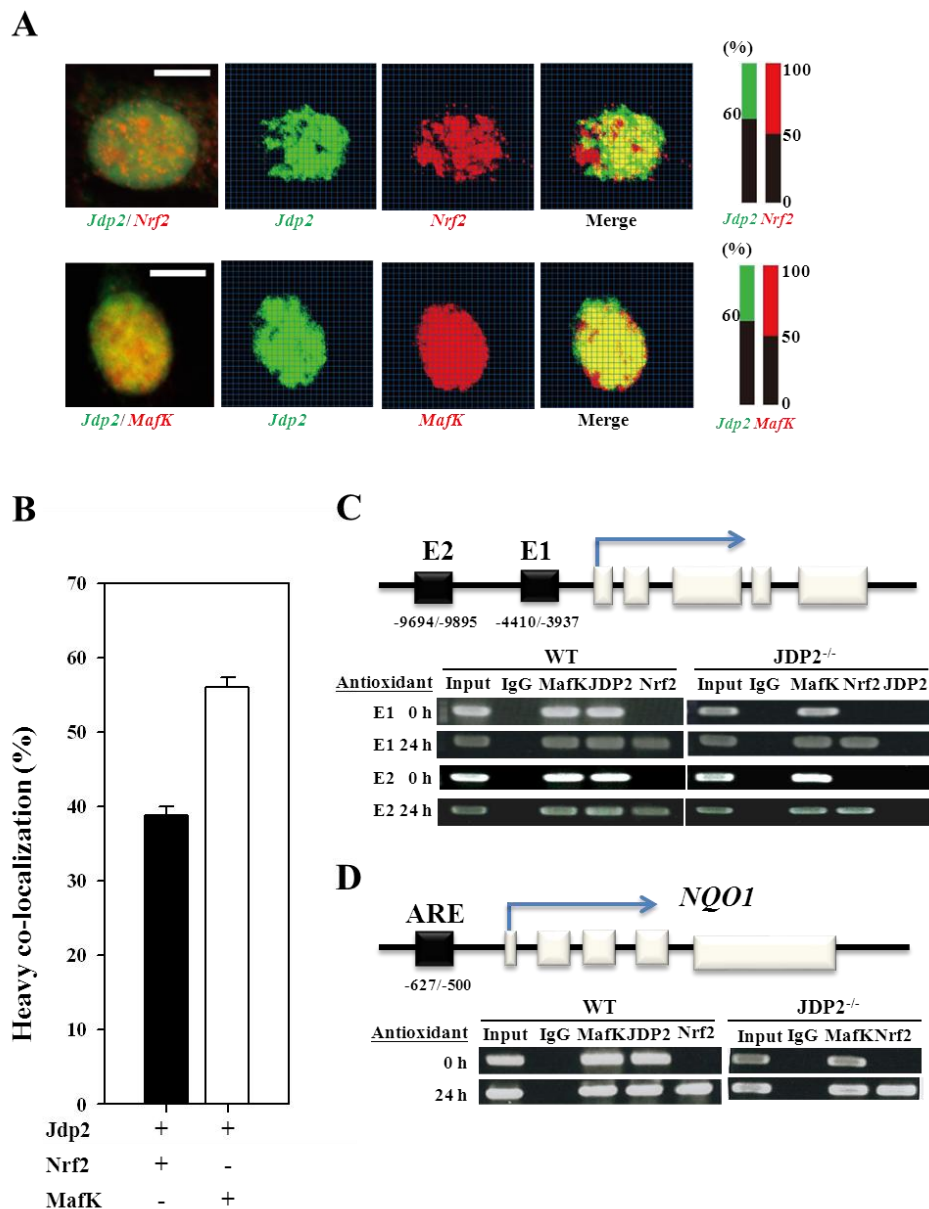 A
(%)
100
60
50
0
Jdp2/ Nrf2
Jdp2
Nrf2
Merge
Jdp2 Nrf2
(%)
100
60
50
0
Jdp2/ MafK
Jdp2
MafK
Merge
Jdp2 MafK
B
Heavy co-localization (%)
70
60
50
40
30
20
10
0
Jdp2 + +
Nrf2 + -
MafK - +
C
E2 E1
-9694/-9895 -4410/-3937
WT JDP2-/-
Antioxidant Input IgG MafK JDP2 Nrf2 Input IgG MafK Nrf2 JDP2
E1 0 h
E1 24 h
E2 0 h
E2 24 h
D
NQO1
ARE
-627/-500
WT JDP2-/-
Antioxidant Input IgG MafK JDP2 Nrf2 Input IgG MafK Nrf2
0 h
24 h